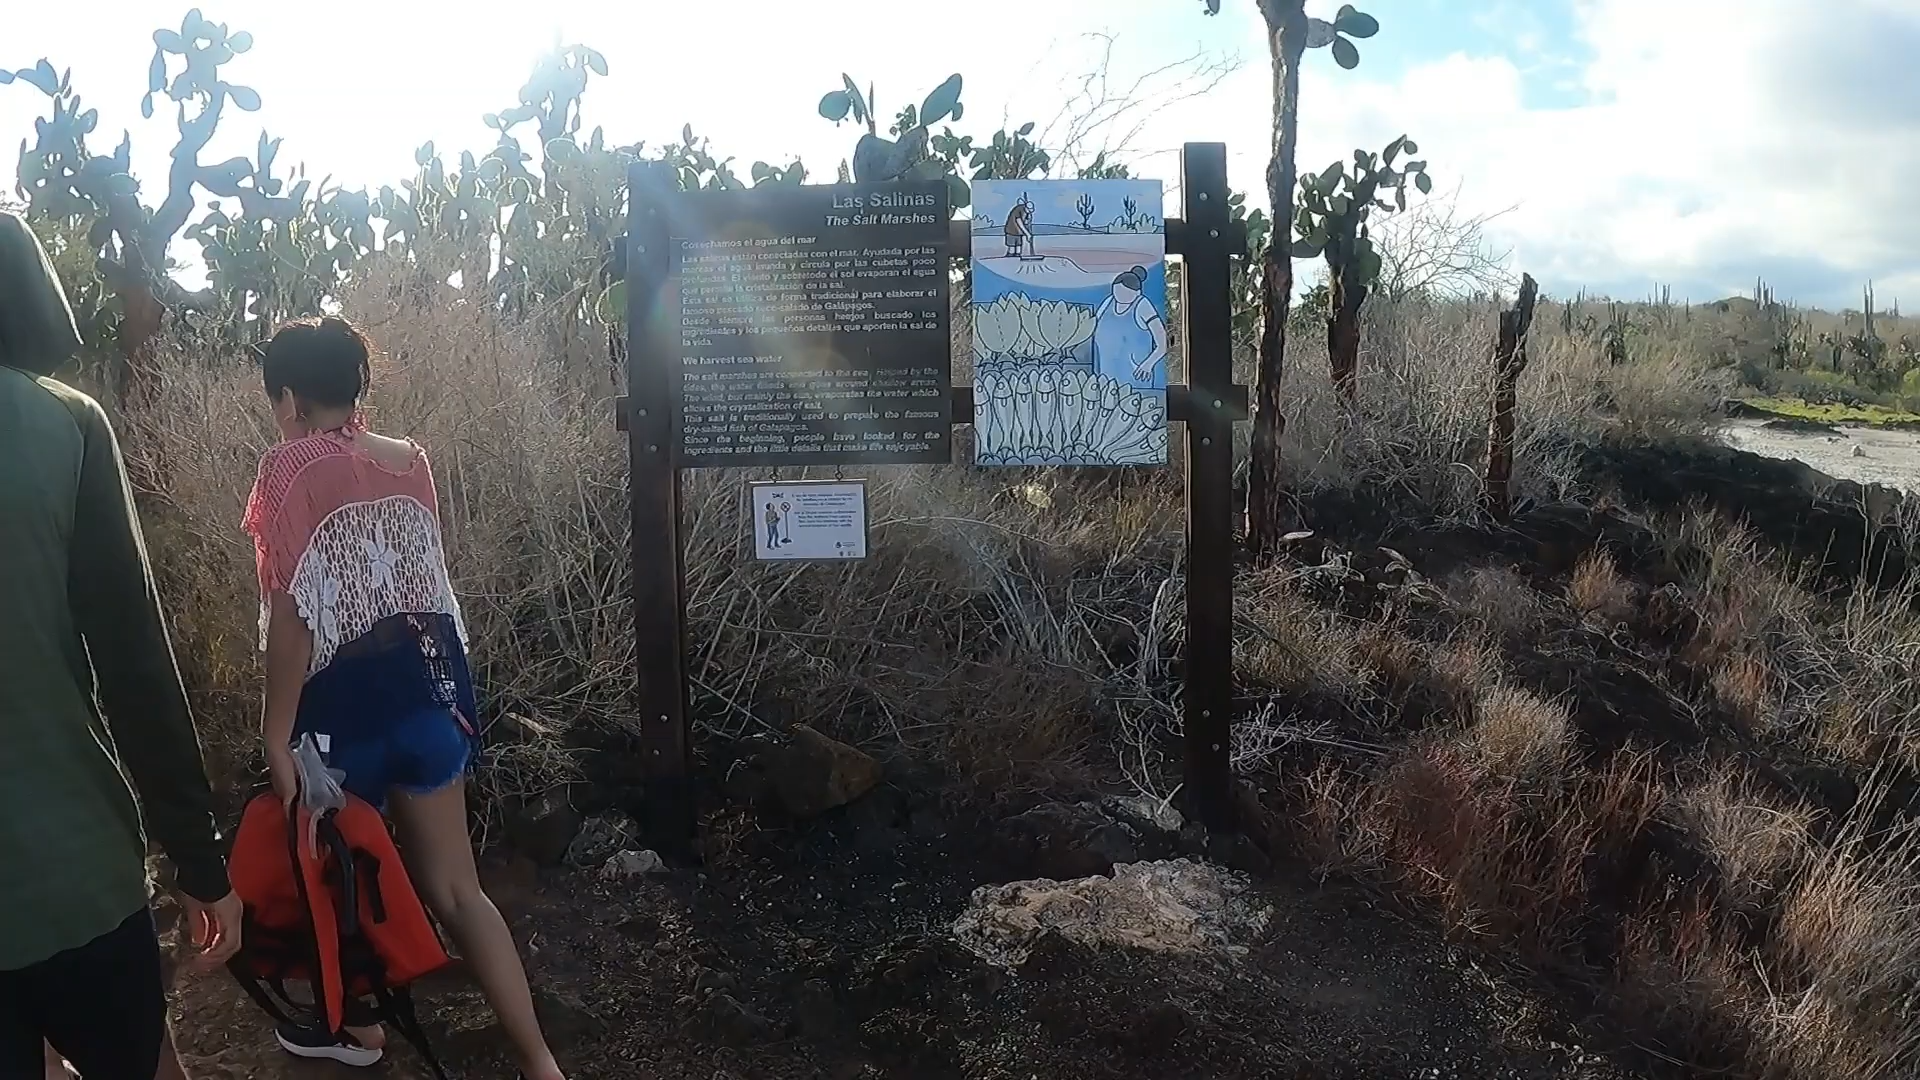 Las Salinas
The Salt Marshes
Cosechamos el agua del mar
Las salinas están conectadas con el mar. Ayudada por las
mareas el agua inunda y circula por las cubetas poco
profundas. El viento y sobretodo el sol evaporan el agua
que permite la cristalización de la sal.
Esta sal se utiliza de forma tradicional para elaborar el
famoso pescado seco-salado de Galápagos.
Desde siempre las personas hemos buscado los
ingredientes y los pequeños detalles que aporten la sal de
la vida.
We harvest sea water
The salt marshes are connected to the sea. Helped by the
tides, the water floods and goes around shallow areas.
The wind, but mainly the sun, evaporates the water which
allows the crystallization of salt.
This salt is traditionally used to prepare the famous
dry-salted fish of Galapagos.
Since the beginning, people have looked for the
ingredients and the little details that make life enjoyable.